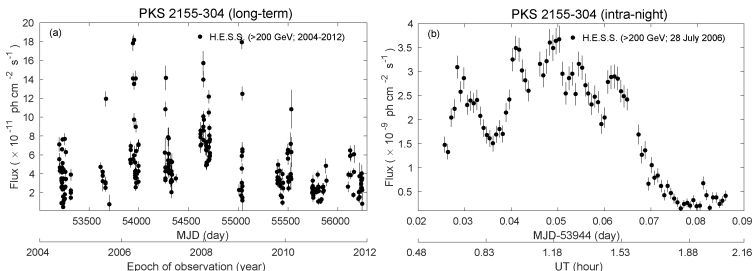 PKS 2155-304 (long-term)
(a)
H.E.S.S. (>200 GeV; 2004-2012)
20
18
16
14
12
10
8
6
4
2
Flux ( × 10⁻¹¹ ph cm⁻² s⁻¹)
53500 54000 54500 55000 55500 56000
MJD (day)
2004 2006 2008 2010 2012
Epoch of observation (year)
PKS 2155-304 (intra-night)
(b)
H.E.S.S. (>200 GeV; 28 July 2006)
4
3.5
3
2.5
2
1.5
1
0.5
Flux ( × 10⁻⁹ ph cm⁻² s⁻¹)
0.02 0.03 0.04 0.05 0.06 0.07 0.08 0.09
MJD-53944 (day)
0.48 0.83 1.18 1.53 1.88 2.16
UT (hour)